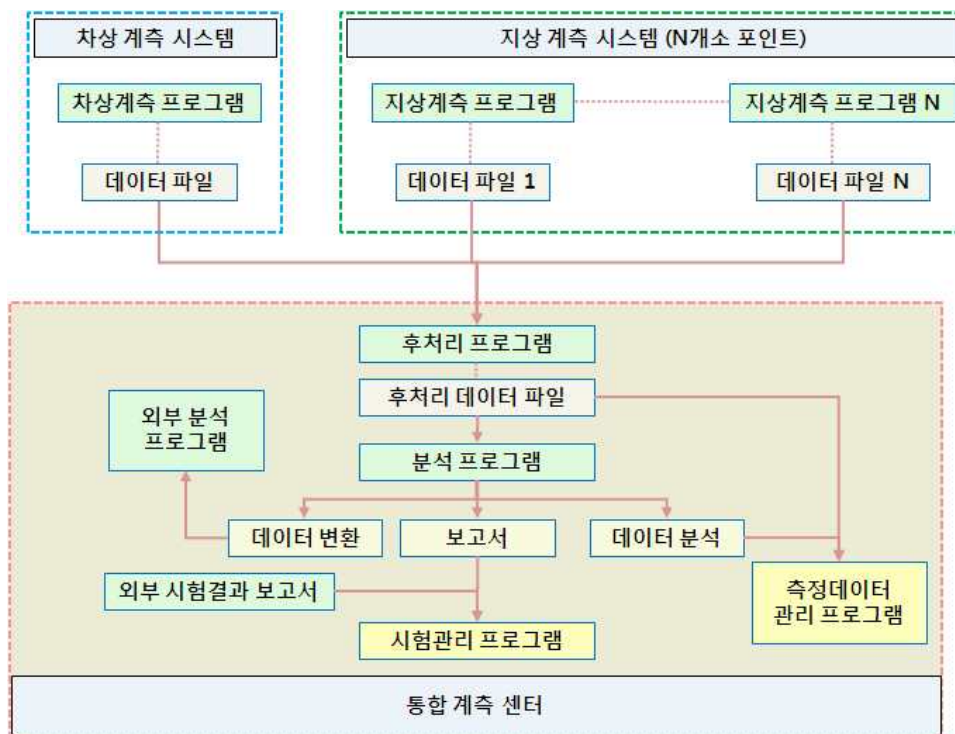 차상 계측 시스템
지상 계측 시스템 (N개소 포인트)
차상계측 프로그램
지상계측 프로그램
지상계측 프로그램 N
데이터 파일
데이터 파일 1
데이터 파일 N
후처리 프로그램
후처리 데이터 파일
외부 분석
프로그램
분석 프로그램
데이터 변환
보고서
데이터 분석
외부 시험결과 보고서
측정데이터
관리 프로그램
시험관리 프로그램
통합 계측 센터